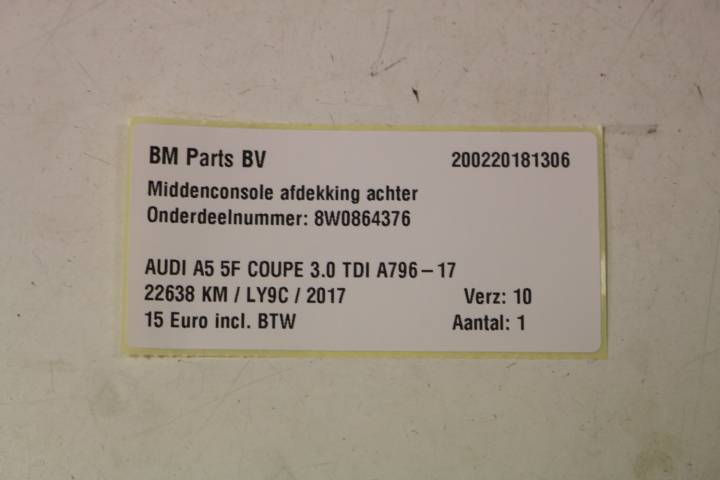 BM Parts BV 200220181306
Middenconsole afdekking achter
Onderdeelnummer: 8W0864376
AUDI A5 5F COUPE 3.0 TDI A796-17
22638 KM / LY9C / 2017 Verz: 10
15 Euro incl. BTW Aantal: 1